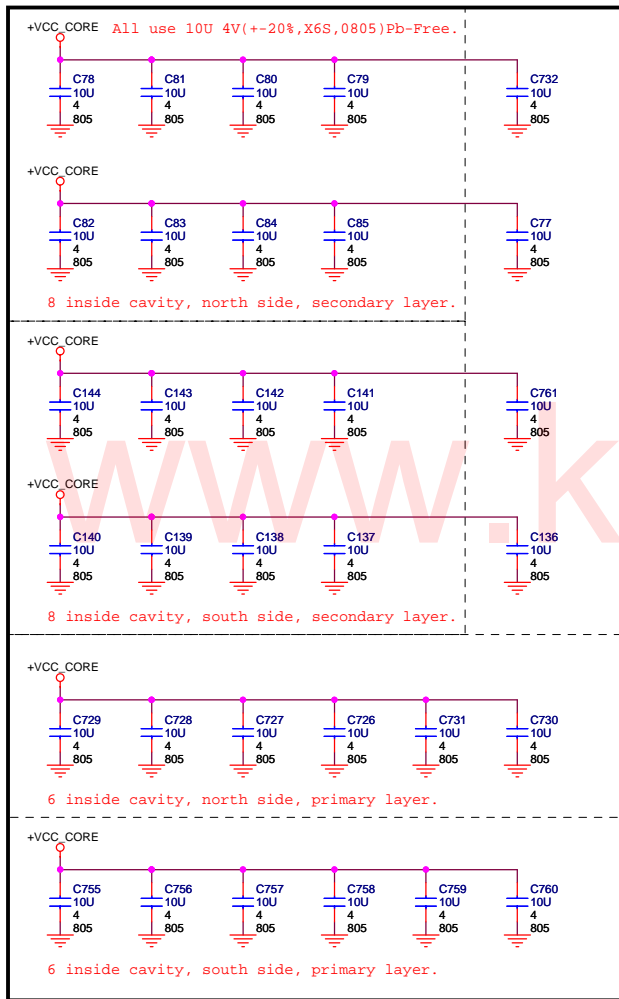 +VCC_CORE All use 10U 4V(+-20%,X6S,0805)Pb-Free.
C78 C81 C80 C79 C732
10U 10U 10U 10U 10U
4 4 4 4 4
805 805 805 805 805
+VCC_CORE
C82 C83 C84 C85 C77
10U 10U 10U 10U 10U
4 4 4 4 4
805 805 805 805 805
8 inside cavity, north side, secondary layer.
+VCC_CORE
C144 C143 C142 C141 C761
10U 10U 10U 10U 10U
4 4 4 4 4
805 805 805 805 805
www.k
+VCC_CORE
C140 C139 C138 C137 C136
10U 10U 10U 10U 10U
4 4 4 4 4
805 805 805 805 805
8 inside cavity, south side, secondary layer.
+VCC_CORE
C729 C728 C727 C726 C731 C730
10U 10U 10U 10U 10U 10U
4 4 4 4 4 4
805 805 805 805 805 805
6 inside cavity, north side, primary layer.
+VCC_CORE
C755 C756 C757 C758 C759 C760
10U 10U 10U 10U 10U 10U
4 4 4 4 4 4
805 805 805 805 805 805
6 inside cavity, south side, primary layer.